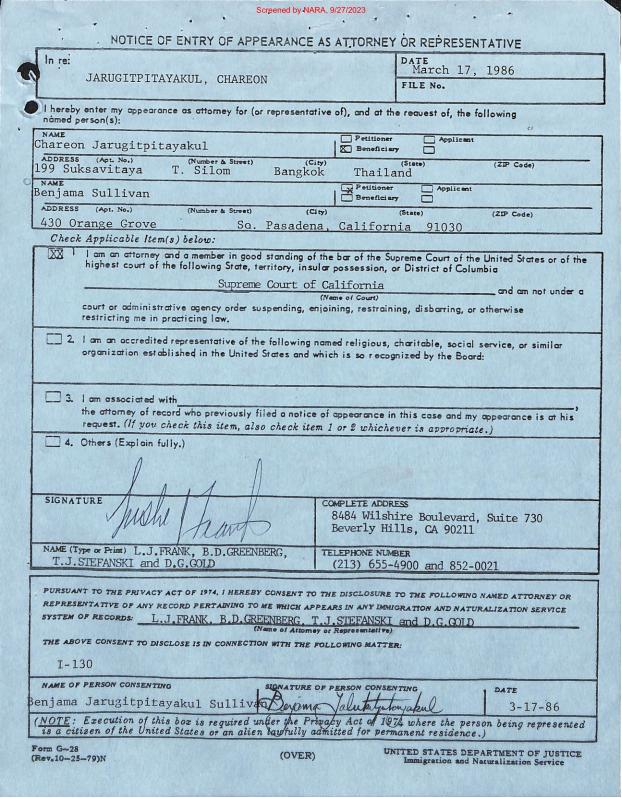 Screened by NARA, 9/27/2023
NOTICE OF ENTRY OF APPEARANCE AS ATTORNEY OR REPRESENTATIVE
In re:
JARUGITPITAYAKUL, CHAREON
DATE
March 17, 1986
FILE No.
I hereby enter my appearance as attorney for (or representative of), and at the request of, the following
named person(s):
NAME
Petitioner Applicant
Chareon Jarugitpitayakul
X Beneficiary
ADDRESS (Apt. No.) (Number & Street) (City) (State) (ZIP Code)
199 Suksavitaya T. Silom Bangkok Thailand
NAME
X Petitioner Applicant
Benjama Sullivan
Beneficiary
ADDRESS (Apt. No.) (Number & Street) (City) (State) (ZIP Code)
430 Orange Grove So. Pasadena, California 91030
Check Applicable Item(s) below:
XX 1 I am an attorney and a member in good standing of the bar of the Supreme Court of the United States or of the
highest court of the following State, territory, insular possession, or District of Columbia
Supreme Court of California and am not under a
(Name of Court)
court or administrative agency order suspending, enjoining, restraining, disbarring, or otherwise
restricting me in practicing law.
2. I am an accredited representative of the following named religious, charitable, social service, or similar
organization established in the United States and which is so recognized by the Board:
3. I am associated with ,
the attorney of record who previously filed a notice of appearance in this case and my appearance is at his
request. (If you check this item, also check item 1 or 2 whichever is appropriate.)
4. Others (Explain fully.)
SIGNATURE
COMPLETE ADDRESS
8484 Wilshire Boulevard, Suite 730
Beverly Hills, CA 90211
NAME (Type or Print) L.J.FRANK, B.D.GREENBERG,
T.J.STEFANSKI and D.G.GOLD
TELEPHONE NUMBER
(213) 655-4900 and 852-0021
PURSUANT TO THE PRIVACY ACT OF 1974, I HEREBY CONSENT TO THE DISCLOSURE TO THE FOLLOWING NAMED ATTORNEY OR
REPRESENTATIVE OF ANY RECORD PERTAINING TO ME WHICH APPEARS IN ANY IMMIGRATION AND NATURALIZATION SERVICE
SYSTEM OF RECORDS: L.J.FRANK, B.D.GREENBERG, T.J.STEFANSKI and D.G.GOLD
(Name of Attorney or Representative)
THE ABOVE CONSENT TO DISCLOSE IS IN CONNECTION WITH THE FOLLOWING MATTER:
I-130
NAME OF PERSON CONSENTING
SIGNATURE OF PERSON CONSENTING
DATE
Benjama Jarugitpitayakul Sullivan
Benjama
3-17-86
(NOTE: Execution of this box is required under the Privacy Act of 1974 where the person being represented
is a citizen of the United States or an alien lawfully admitted for permanent residence.)
Form G-28
(Rev.10-25-79)N
(OVER)
UNITED STATES DEPARTMENT OF JUSTICE
Immigration and Naturalization Service